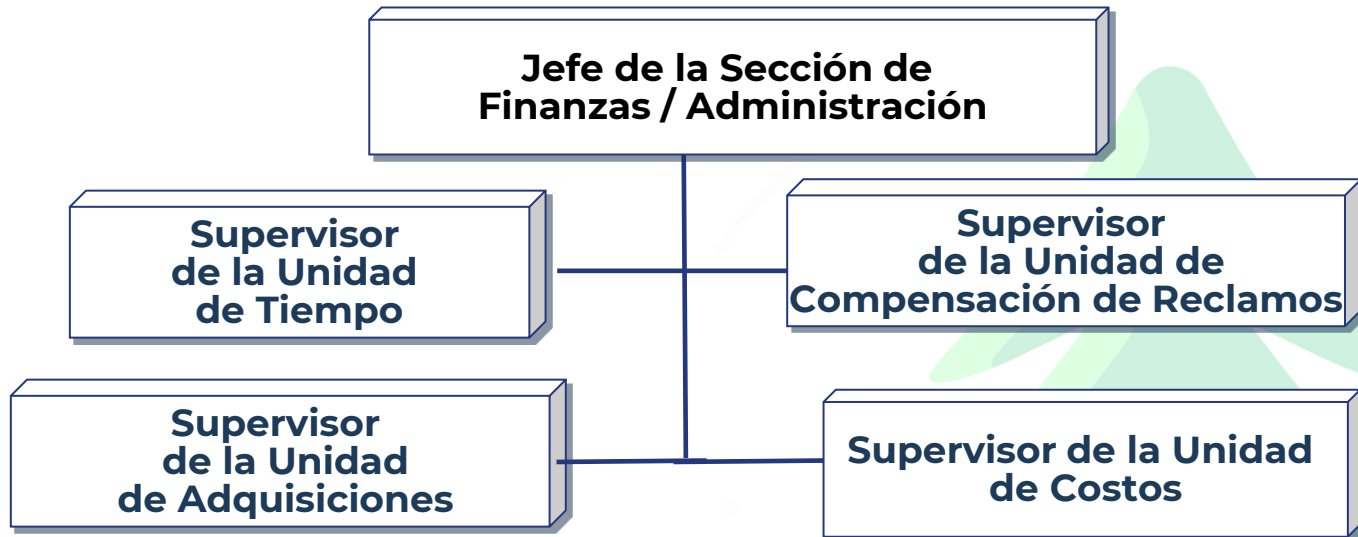 Jefe de la Sección de
Finanzas / Administración
Supervisor
de la Unidad
de Tiempo
Supervisor
de la Unidad de
Compensación de Reclamos
Supervisor
de la Unidad
de Adquisiciones
Supervisor de la Unidad
de Costos